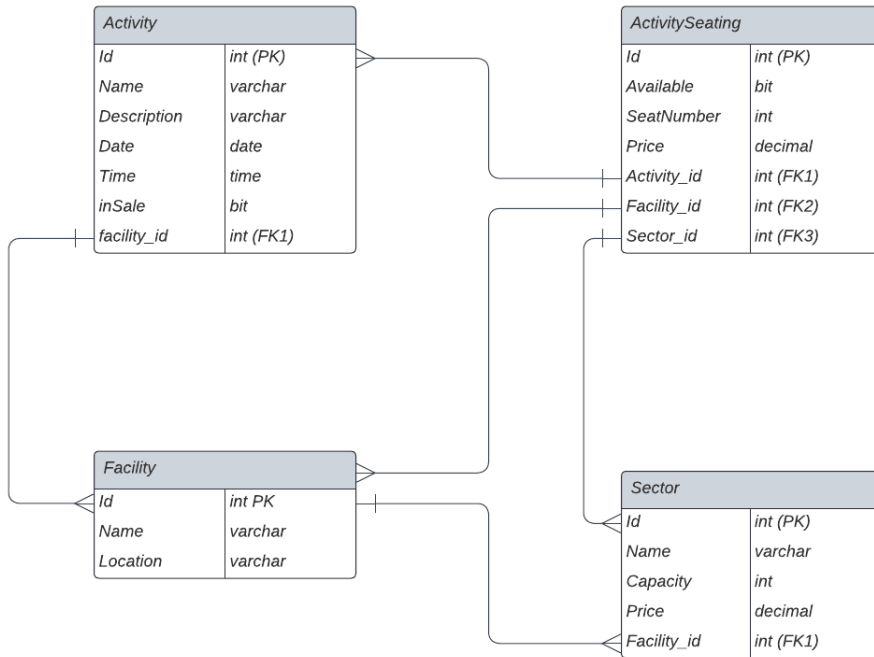 Activity
Id int (PK)
Name varchar
Description varchar
Date date
Time time
inSale bit
facility_id int (FK1)
ActivitySeating
Id int (PK)
Available bit
SeatNumber int
Price decimal
Activity_id int (FK1)
Facility_id int (FK2)
Sector_id int (FK3)
Facility
Id int PK
Name varchar
Location varchar
Sector
Id int (PK)
Name varchar
Capacity int
Price decimal
Facility_id int (FK1)